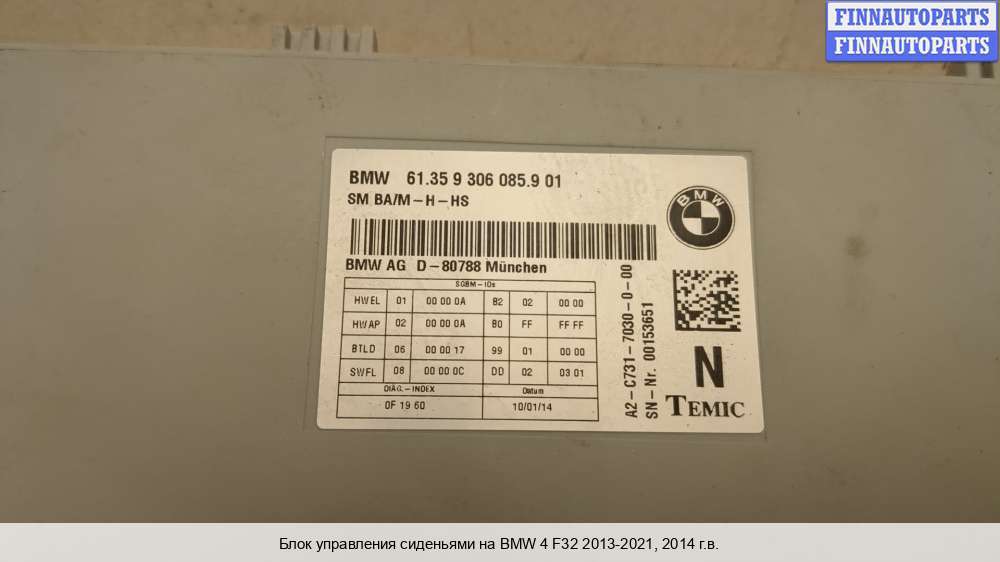 FINNAUTOPARTS
FINNAUTOPARTS
BMW 61.35 9 306 085.9 01
SM BA/M-H-HS
BMW
BMW AG D-80788 München
SGBM-IDs
HWEL 01 00 00 0A B2 02 00 00
HWAP 02 00 00 0A B0 FF FF FF
BTLD 06 00 00 17 99 01 00 00
SWFL 08 00 00 0C DD 02 03 01
DIAG.-INDEX Datum
0F 19 60 10/01/14
A2-C731-7030-0-00
SN-Nr. 00153651
N
TEMIC
Блок управления сиденьями на BMW 4 F32 2013-2021, 2014 г.в.